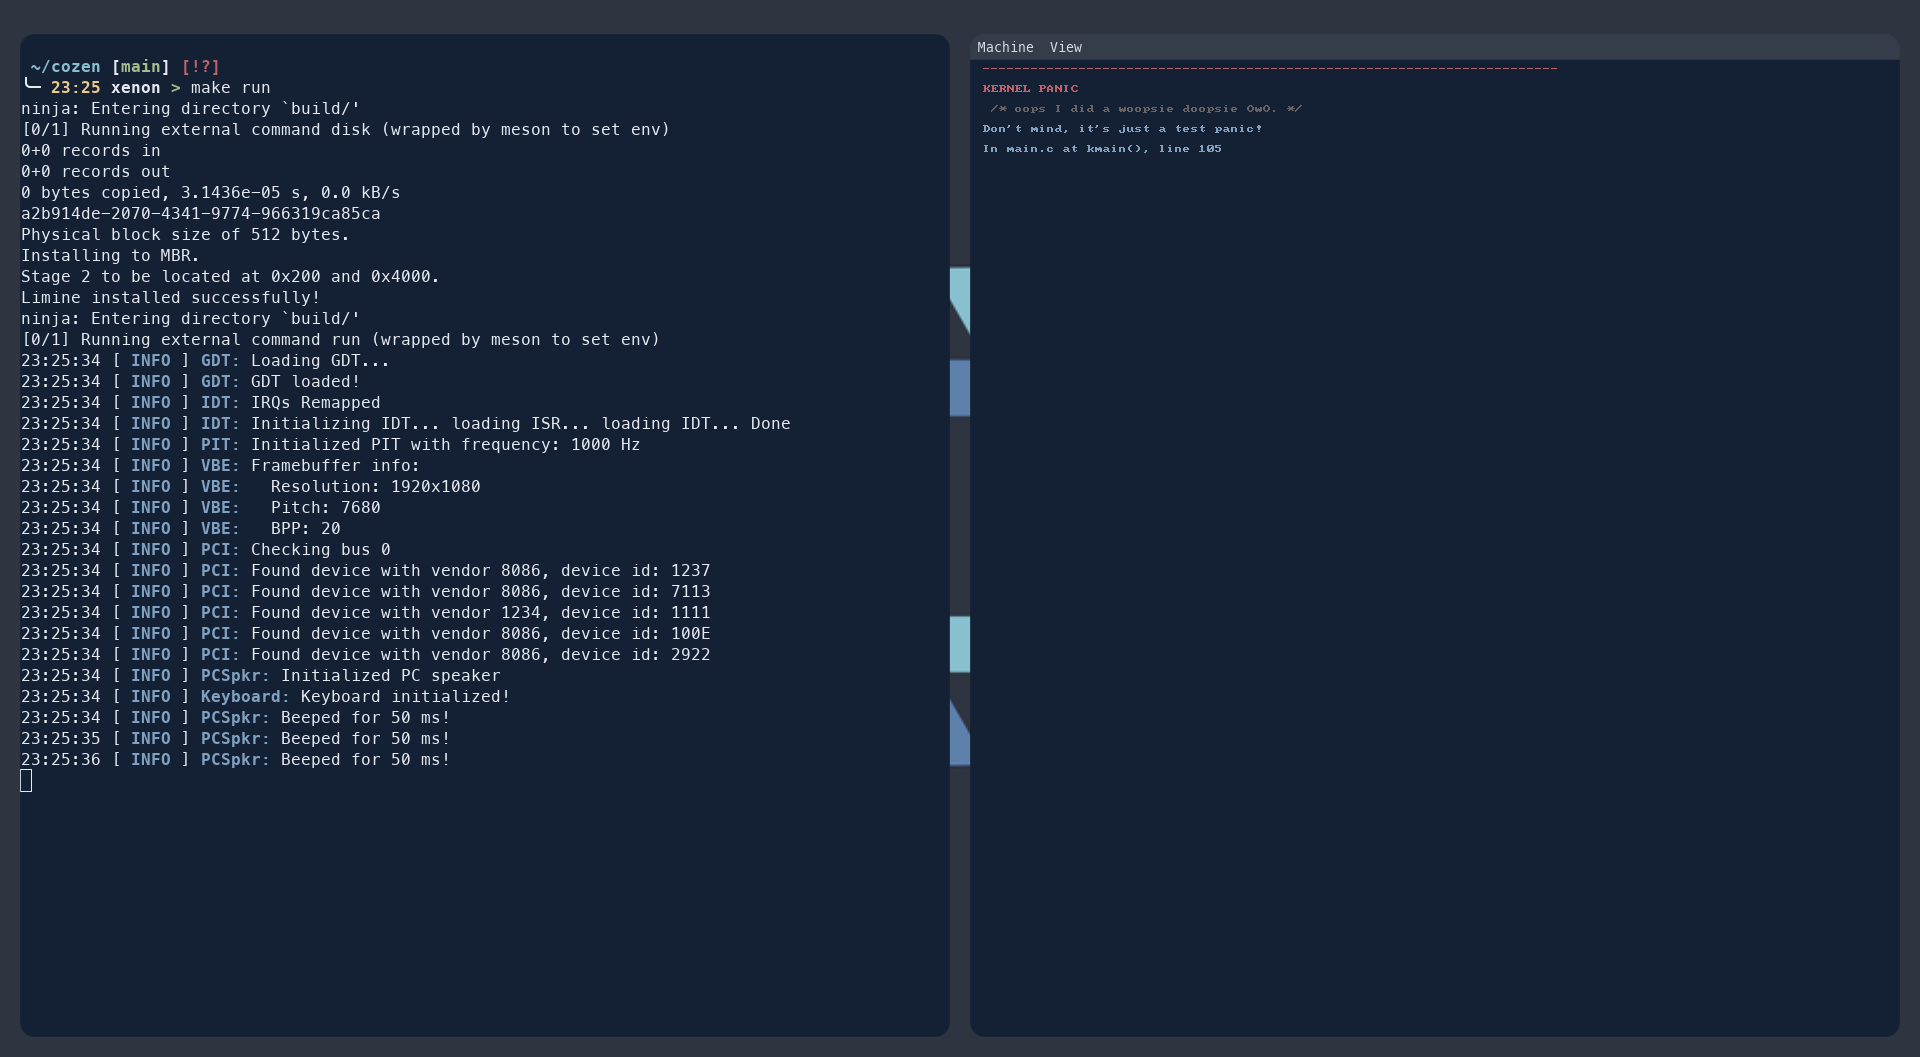 ~/cozen [main] [!?]
╰─ 23:25 xenon > make run
ninja: Entering directory `build/'
[0/1] Running external command disk (wrapped by meson to set env)
0+0 records in
0+0 records out
0 bytes copied, 3.1436e-05 s, 0.0 kB/s
a2b914de-2070-4341-9774-966319ca85ca
Physical block size of 512 bytes.
Installing to MBR.
Stage 2 to be located at 0x200 and 0x4000.
Limine installed successfully!
ninja: Entering directory `build/'
[0/1] Running external command run (wrapped by meson to set env)
23:25:34 [ INFO ] GDT: Loading GDT...
23:25:34 [ INFO ] GDT: GDT loaded!
23:25:34 [ INFO ] IDT: IRQs Remapped
23:25:34 [ INFO ] IDT: Initializing IDT... loading ISR... loading IDT... Done
23:25:34 [ INFO ] PIT: Initialized PIT with frequency: 1000 Hz
23:25:34 [ INFO ] VBE: Framebuffer info:
23:25:34 [ INFO ] VBE:   Resolution: 1920x1080
23:25:34 [ INFO ] VBE:   Pitch: 7680
23:25:34 [ INFO ] VBE:   BPP: 20
23:25:34 [ INFO ] PCI: Checking bus 0
23:25:34 [ INFO ] PCI: Found device with vendor 8086, device id: 1237
23:25:34 [ INFO ] PCI: Found device with vendor 8086, device id: 7113
23:25:34 [ INFO ] PCI: Found device with vendor 1234, device id: 1111
23:25:34 [ INFO ] PCI: Found device with vendor 8086, device id: 100E
23:25:34 [ INFO ] PCI: Found device with vendor 8086, device id: 2922
23:25:34 [ INFO ] PCSpkr: Initialized PC speaker
23:25:34 [ INFO ] Keyboard: Keyboard initialized!
23:25:34 [ INFO ] PCSpkr: Beeped for 50 ms!
23:25:35 [ INFO ] PCSpkr: Beeped for 50 ms!
23:25:36 [ INFO ] PCSpkr: Beeped for 50 ms!
Machine View
------------------------------------------------------------------------
KERNEL PANIC
/* oops I did a woopsie doopsie OwO. */
Don't mind, it's just a test panic!
In main.c at kmain(), line 105